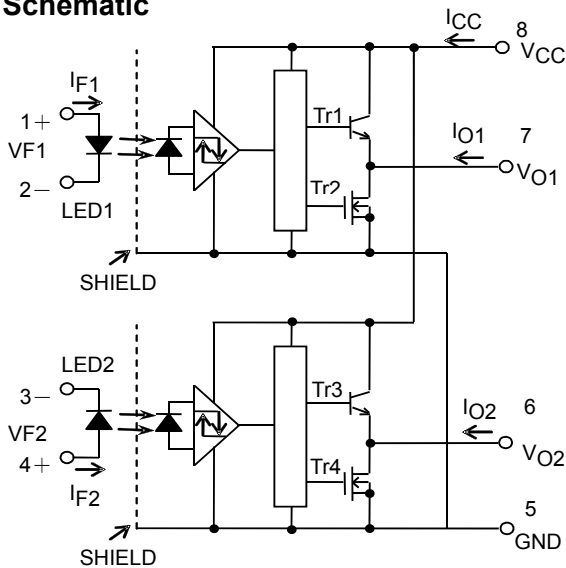 Schematic
ICC
8
VCC
IF1
1+
VF1
2−
LED1
Tr1
IO1
7
VO1
Tr2
SHIELD
LED2
3−
VF2
4+
IF2
Tr3
IO2
6
VO2
Tr4
5
GND
SHIELD